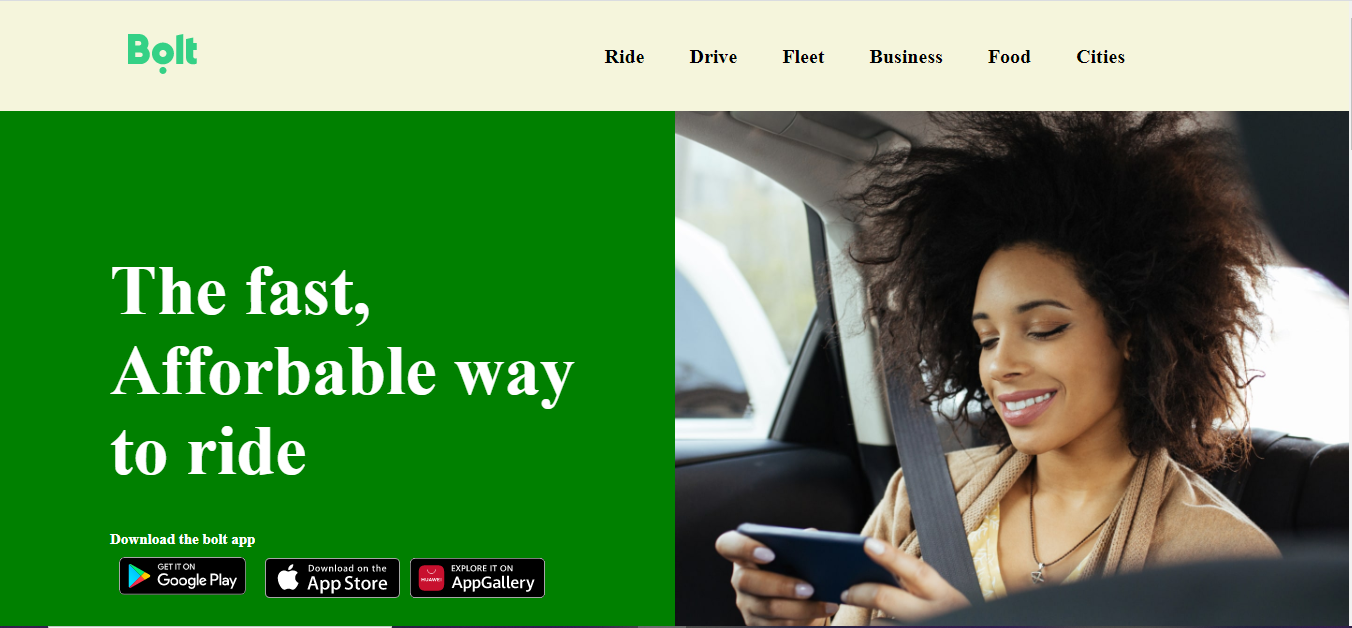 Bolt
Ride Drive Fleet Business Food Cities
The fast,
Afforbable way
to ride
Download the bolt app
GET IT ON
Google Play
Download on the
App Store
HUAWEI
EXPLORE IT ON
AppGallery